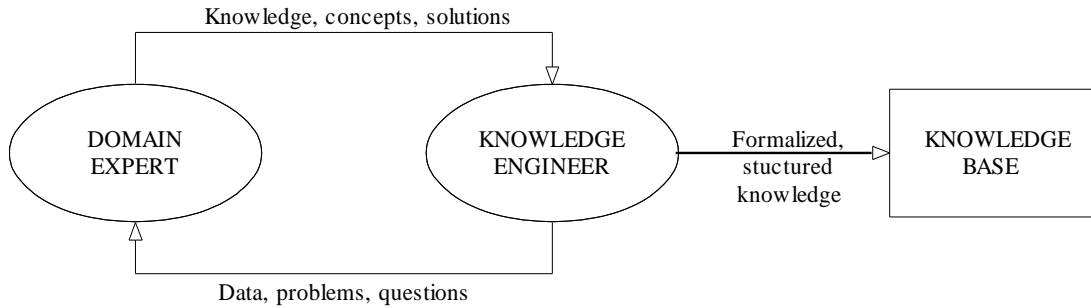 Knowledge, concepts, solutions
DOMAIN
EXPERT
KNOWLEDGE
ENGINEER
Formalized,
stuctured
knowledge
KNOWLEDGE
BASE
Data, problems, questions